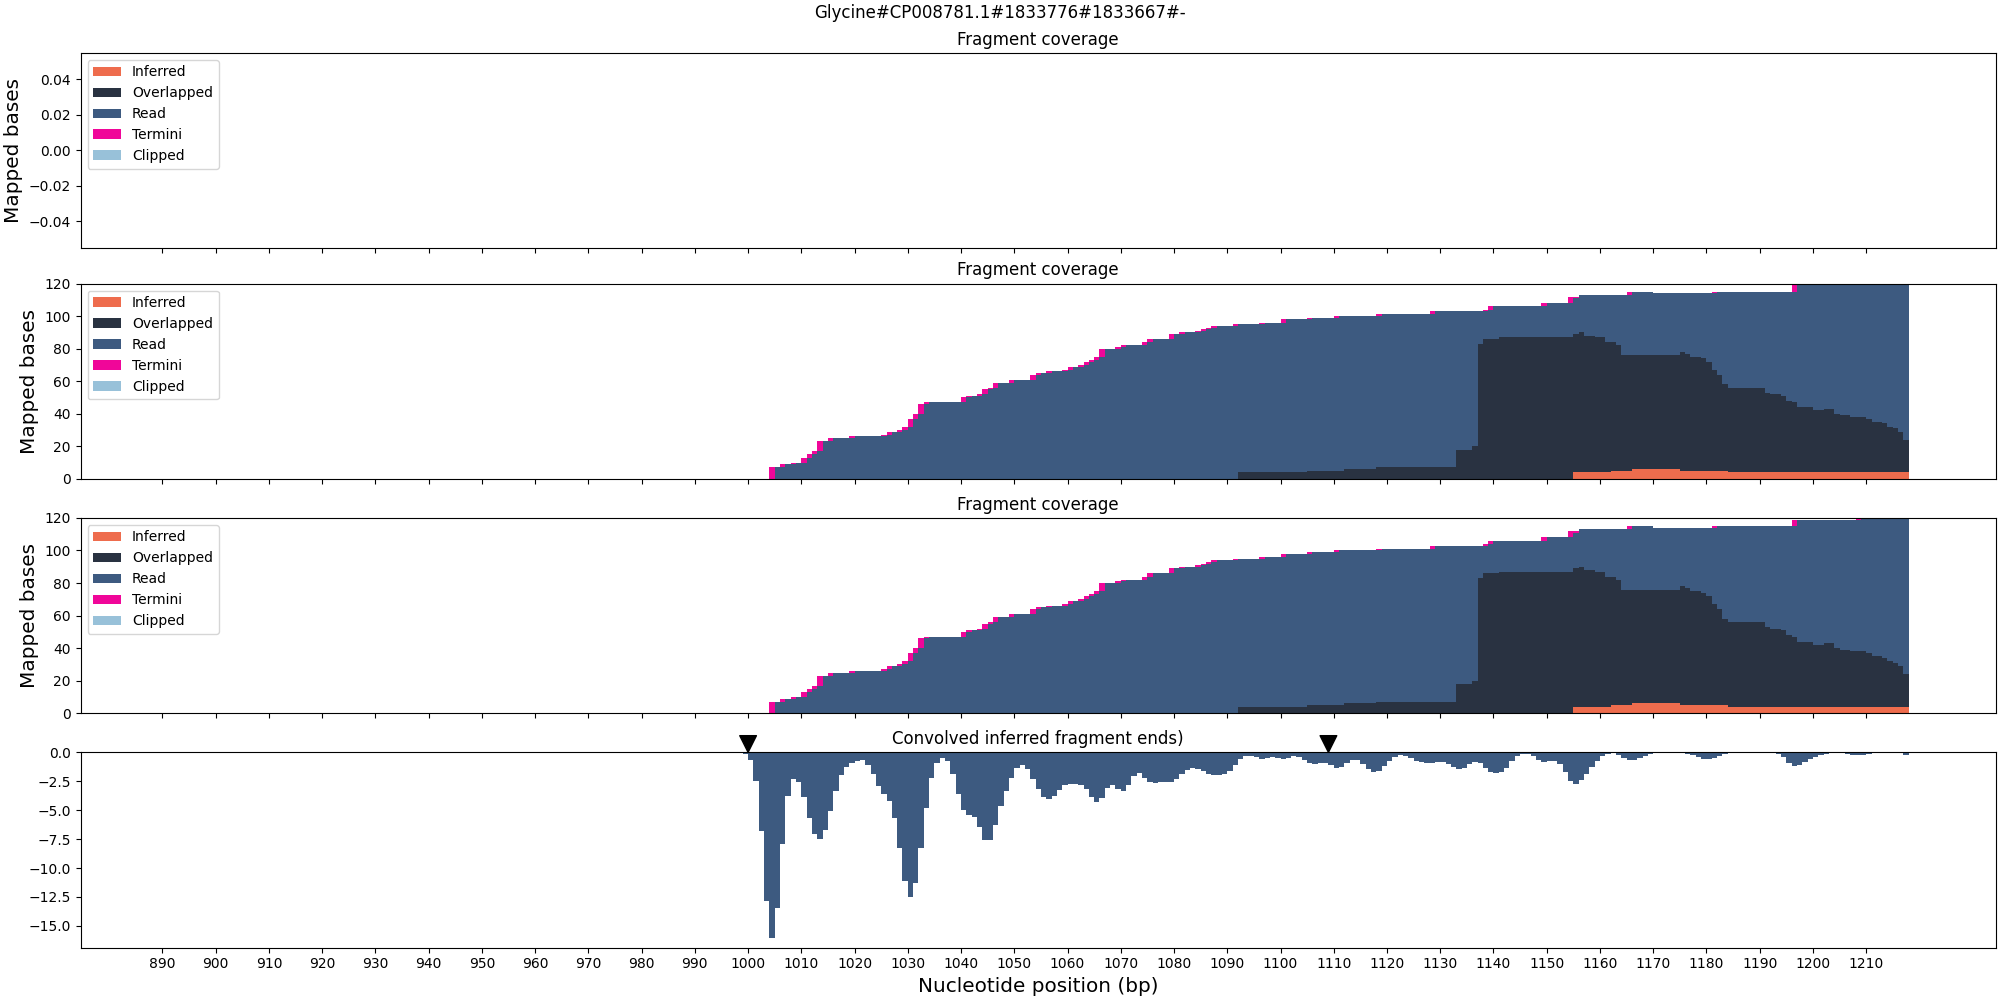 Glycine#CP008781.1#1833776#1833667#-
Fragment coverage
Mapped bases
0.04
0.02
0.00
−0.02
−0.04
Inferred
Overlapped
Read
Termini
Clipped
Fragment coverage
Mapped bases
120
100
80
60
40
20
0
Inferred
Overlapped
Read
Termini
Clipped
Fragment coverage
Mapped bases
120
100
80
60
40
20
0
Inferred
Overlapped
Read
Termini
Clipped
Convolved inferred fragment ends)
0.0
−2.5
−5.0
−7.5
−10.0
−12.5
−15.0
890 900 910 920 930 940 950 960 970 980 990 1000 1010 1020 1030 1040 1050 1060 1070 1080 1090 1100 1110 1120 1130 1140 1150 1160 1170 1180 1190 1200 1210
Nucleotide position (bp)